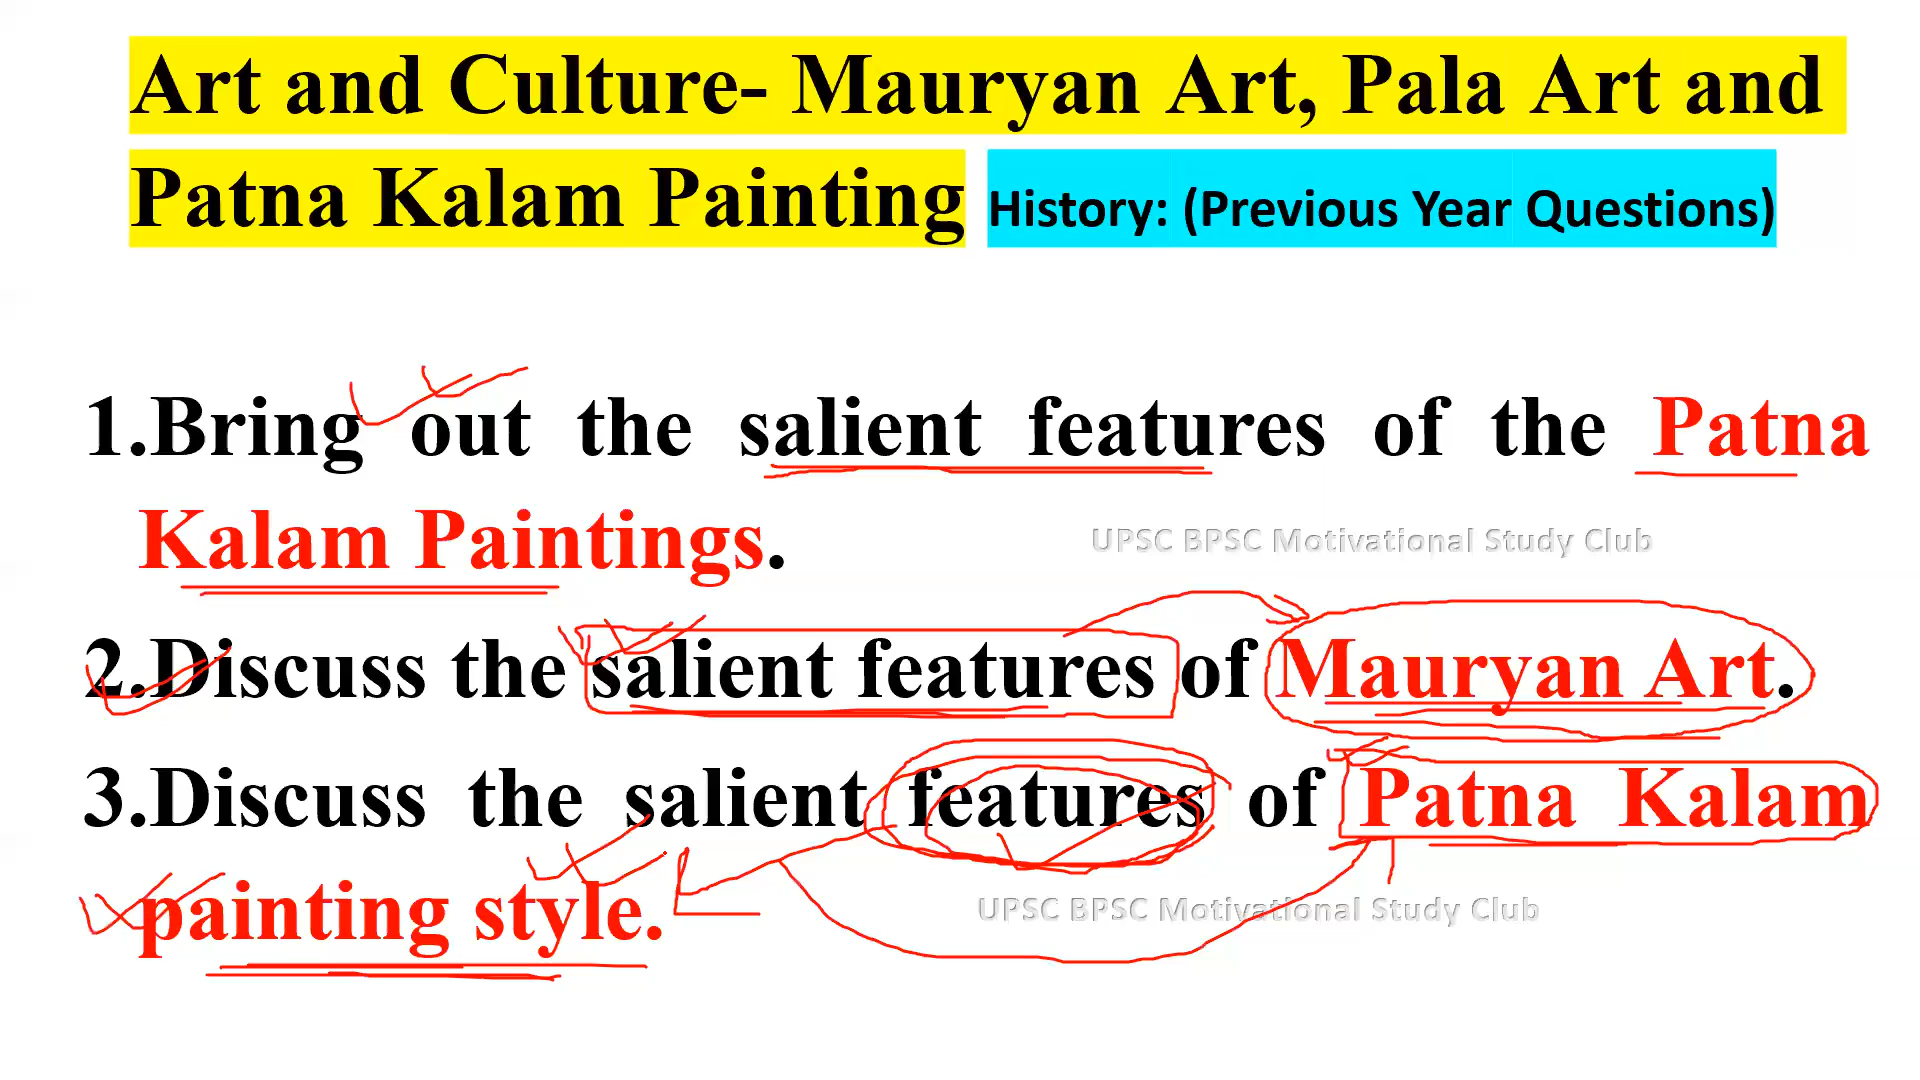 Art and Culture- Mauryan Art, Pala Art and
Patna Kalam Painting History: (Previous Year Questions)
1.Bring out the salient features of the Patna
Kalam Paintings.
UPSC BPSC Motivational Study Club
2.Discuss the salient features of Mauryan Art.
3.Discuss the salient features of Patna Kalam
painting style.
UPSC BPSC Motivational Study Club